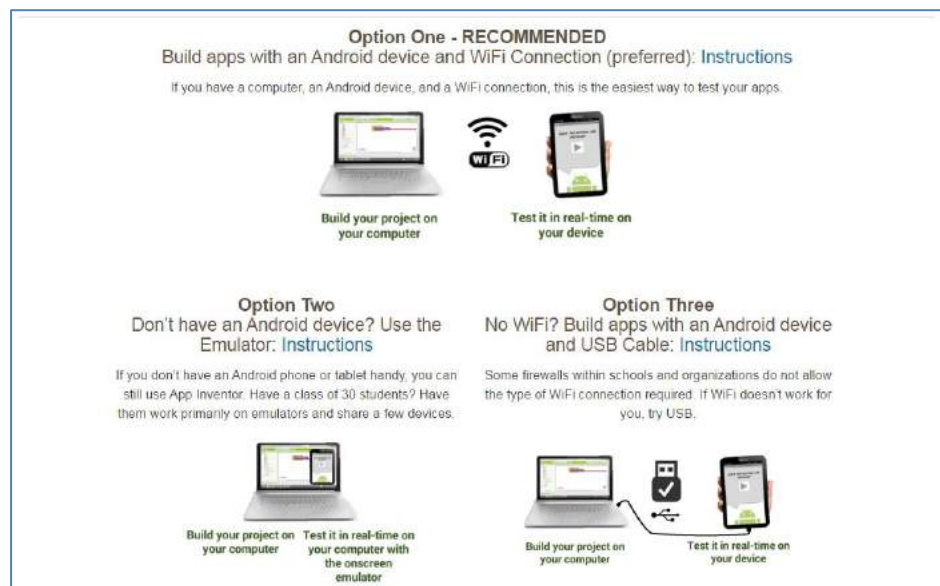 Option One - RECOMMENDED
Build apps with an Android device and WiFi Connection (preferred): Instructions
If you have a computer, an Android device, and a WiFi connection, this is the easiest way to test your apps.
WiFi
Build your project on
your computer
Test it in real-time on
your device
Option Two
Don't have an Android device? Use the
Emulator: Instructions
If you don't have an Android phone or tablet handy, you can
still use App Inventor. Have a class of 30 students? Have
them work primarily on emulators and share a few devices.
Build your project on
your computer
Test it in real-time on
your computer with
the onscreen
emulator
Option Three
No WiFi? Build apps with an Android device
and USB Cable: Instructions
Some firewalls within schools and organizations do not allow
the type of WiFi connection required. If WiFi doesn't work for
you, try USB.
Build your project on
your computer
Test it in real-time on
your device